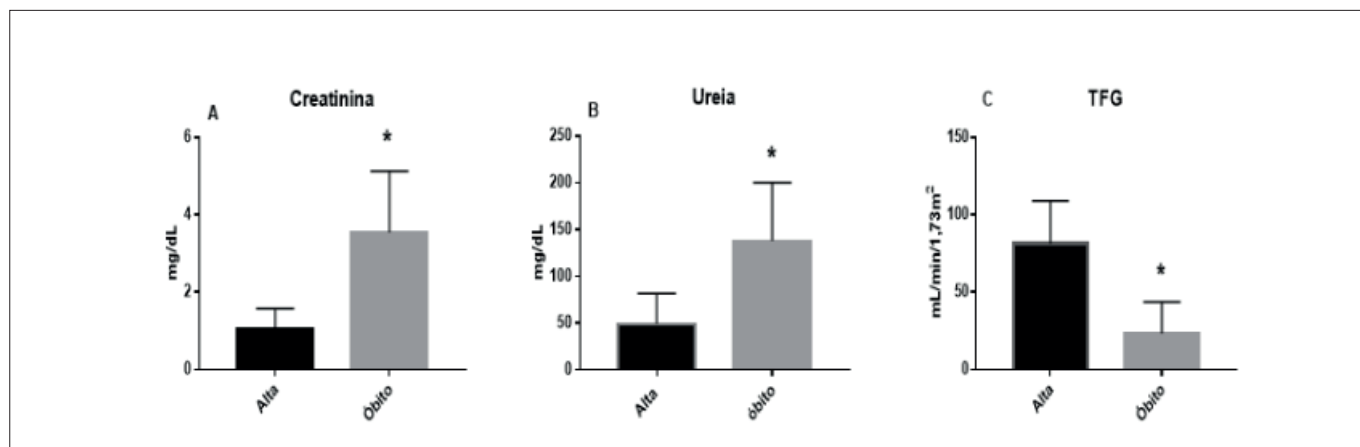 A
Creatinina
*
6
4
2
0
mg/dL
Alta
Óbito
B
Ureia
*
250
200
150
100
50
0
mg/dL
Alta
óbito
C
TFG
*
150
100
50
0
mL/min/1,73m²
Alta
Óbito